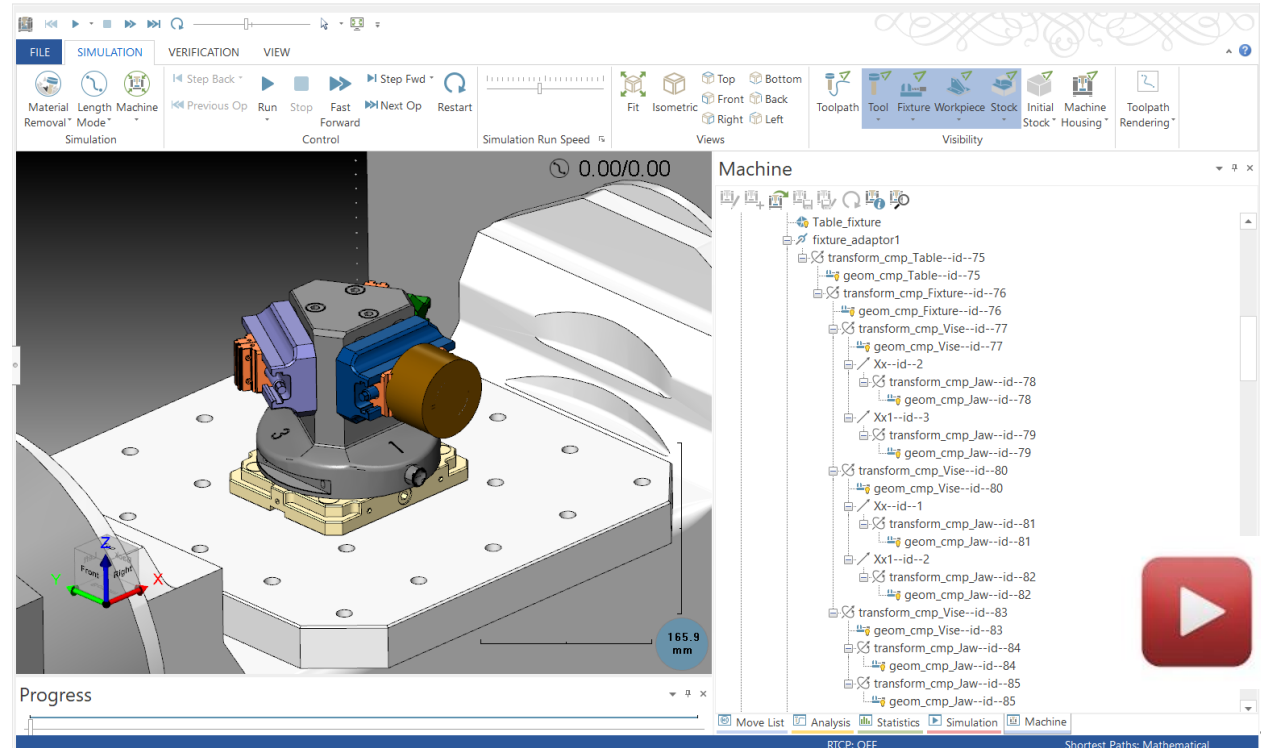 FILE
SIMULATION
VERIFICATION
VIEW
Material Removal
Length Mode
Machine
Simulation
Step Back
Previous Op
Run
Stop
Fast Forward
Step Fwd
Next Op
Restart
Control
Simulation Run Speed
Fit
Isometric
Top
Bottom
Front
Back
Right
Left
Views
Toolpath
Tool
Fixture
Workpiece
Stock
Initial Stock
Machine Housing
Visibility
Toolpath Rendering
0.00/0.00
3
1
Z
Y
X
Front
Right
165.9
mm
Machine
Table_fixture
fixture_adaptor1
transform_cmp_Table--id--75
geom_cmp_Table--id--75
transform_cmp_Fixture--id--76
geom_cmp_Fixture--id--76
transform_cmp_Vise--id--77
geom_cmp_Vise--id--77
Xx--id--2
transform_cmp_Jaw--id--78
geom_cmp_Jaw--id--78
Xx1--id--3
transform_cmp_Jaw--id--79
geom_cmp_Jaw--id--79
transform_cmp_Vise--id--80
geom_cmp_Vise--id--80
Xx--id--1
transform_cmp_Jaw--id--81
geom_cmp_Jaw--id--81
Xx1--id--2
transform_cmp_Jaw--id--82
geom_cmp_Jaw--id--82
transform_cmp_Vise--id--83
geom_cmp_Vise--id--83
transform_cmp_Jaw--id--84
geom_cmp_Jaw--id--84
transform_cmp_Jaw--id--85
geom_cmp_Jaw--id--85
Progress
Move List
Analysis
Statistics
Simulation
Machine
RTCP: OFF
Shortest Paths: Mathematical